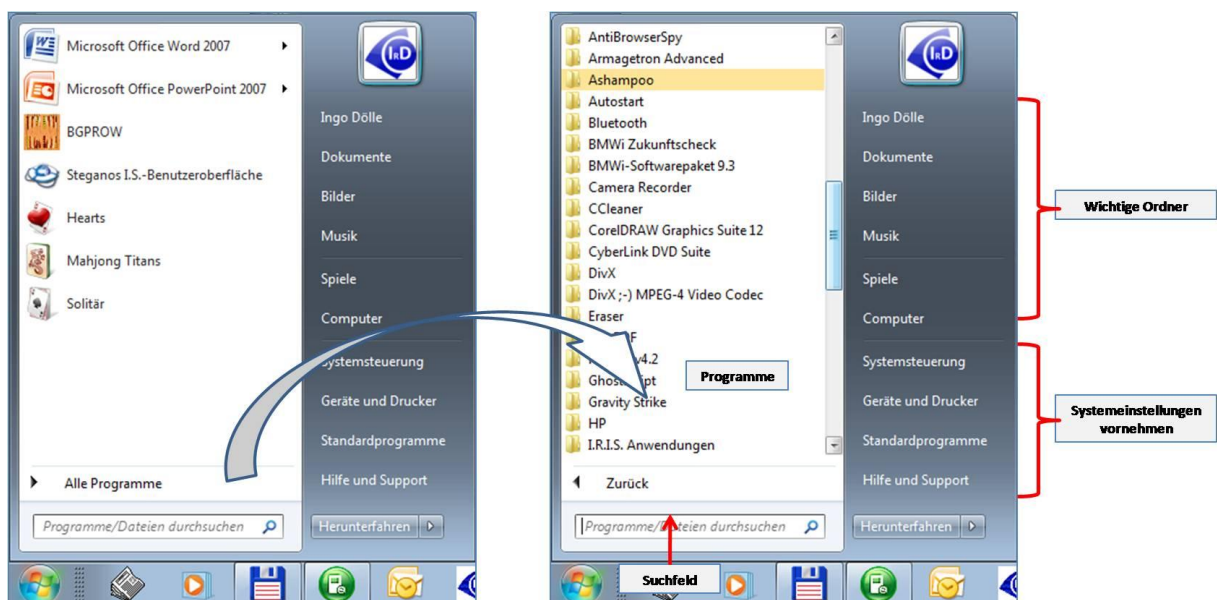 Microsoft Office Word 2007
Microsoft Office PowerPoint 2007
BGPROW
Steganos I.S.-Benutzeroberfläche
Hearts
Mahjong Titans
Solitär
Alle Programme
Programme/Dateien durchsuchen
IRD
Ingo Dölle
Dokumente
Bilder
Musik
Spiele
Computer
Systemsteuerung
Geräte und Drucker
Standardprogramme
Hilfe und Support
Herunterfahren
AntiBrowserSpy
Armagetron Advanced
Ashampoo
Autostart
Bluetooth
BMWi Zukunftscheck
BMWi-Softwarepaket 9.3
Camera Recorder
CCleaner
CorelDRAW Graphics Suite 12
CyberLink DVD Suite
DivX
DivX ;-) MPEG-4 Video Codec
Eraser
v4.2
Gravity Strike
HP
I.R.I.S. Anwendungen
Programme
Zurück
Programme/Dateien durchsuchen
Suchfeld
IRD
Ingo Dölle
Dokumente
Bilder
Musik
Spiele
Computer
Systemsteuerung
Geräte und Drucker
Standardprogramme
Hilfe und Support
Herunterfahren
Wichtige Ordner
Systemeinstellungen
vornehmen